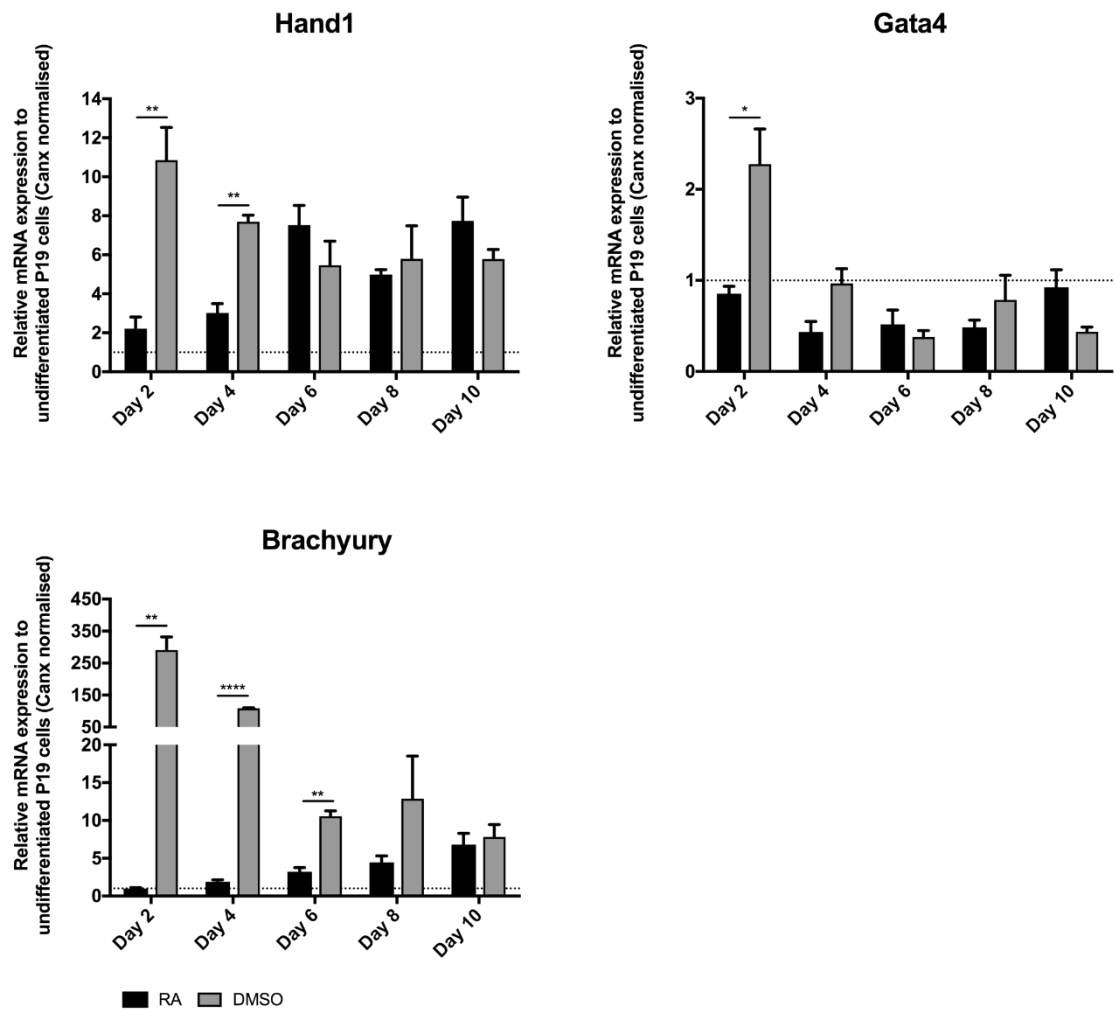 Hand1
Relative mRNA expression to
undifferentiated P19 cells (Canx normalised)
14
12
10
8
6
4
2
0
**
**
Day 2
Day 4
Day 6
Day 8
Day 10
Gata4
Relative mRNA expression to
undifferentiated P19 cells (Canx normalised)
3
2
1
0
*
Day 2
Day 4
Day 6
Day 8
Day 10
Brachyury
Relative mRNA expression to
undifferentiated P19 cells (Canx normalised)
450
350
250
150
50
20
15
10
5
0
**
****
**
Day 2
Day 4
Day 6
Day 8
Day 10
RA DMSO